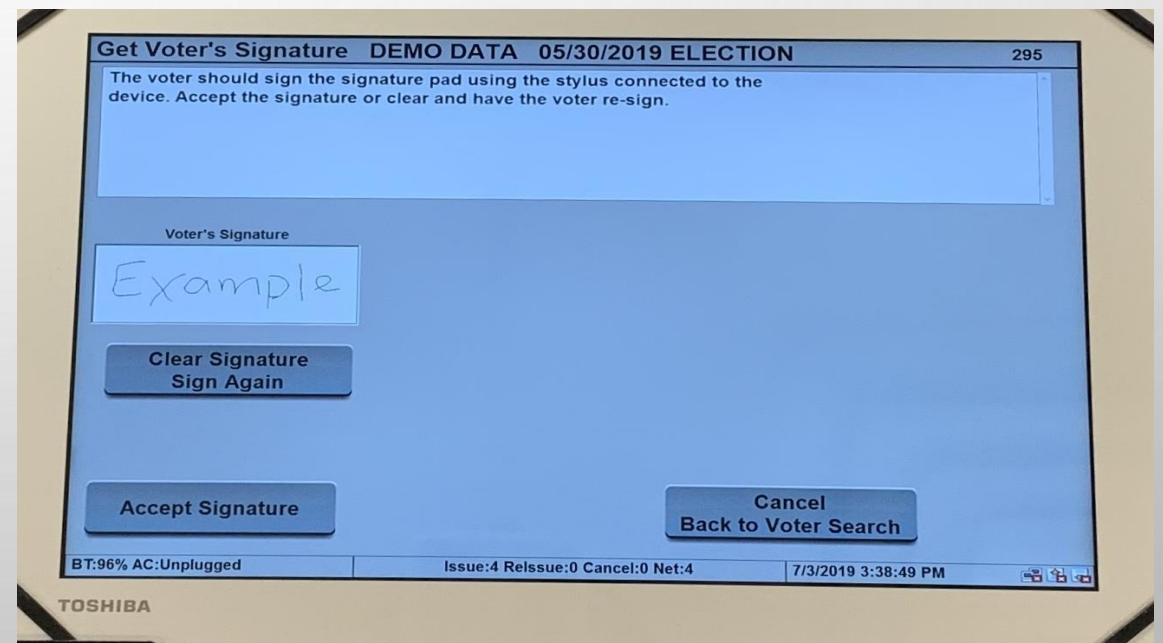 Get Voter's Signature DEMO DATA 05/30/2019 ELECTION 295
The voter should sign the signature pad using the stylus connected to the
device. Accept the signature or clear and have the voter re-sign.
Voter's Signature
Example
Clear Signature
Sign Again
Accept Signature
Cancel
Back to Voter Search
BT:96% AC:Unplugged Issue:4 ReIssue:0 Cancel:0 Net:4 7/3/2019 3:38:49 PM
TOSHIBA